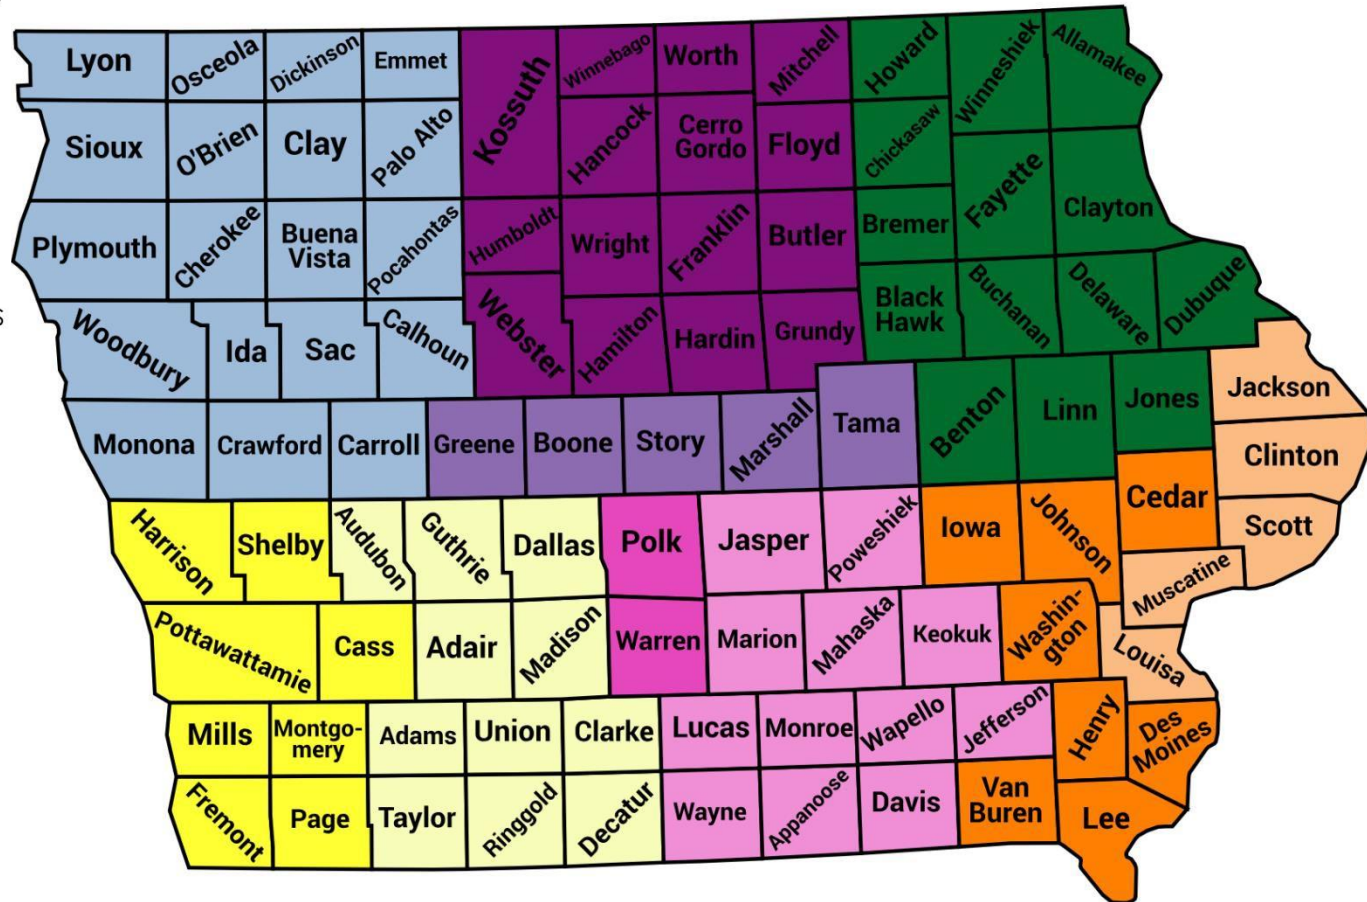 Lyon
Osceola
Dickinson
Emmet
Kossuth
Winnebago
Worth
Mitchell
Howard
Winneshiek
Allamakee
Sioux
O'Brien
Clay
Palo Alto
Hancock
Cerro
Gordo
Floyd
Chickasaw
Fayette
Clayton
Plymouth
Cherokee
Buena
Vista
Pocahontas
Humboldt
Wright
Franklin
Butler
Bremer
s
Woodbury
Ida
Sac
Calhoun
Webster
Hamilton
Hardin
Grundy
Black
Hawk
Buchanan
Delaware
Dubuque
Jackson
Monona
Crawford
Carroll
Greene
Boone
Story
Marshall
Tama
Benton
Linn
Jones
Clinton
Harrison
Shelby
Audubon
Guthrie
Dallas
Polk
Jasper
Poweshiek
Iowa
Johnson
Cedar
Scott
Muscatine
Pottawattamie
Cass
Adair
Madison
Warren
Marion
Mahaska
Keokuk
Washin-
gton
Louisa
Mills
Montgo-
mery
Adams
Union
Clarke
Lucas
Monroe
Wapello
Jefferson
Henry
Des
Moines
Fremont
Page
Taylor
Ringgold
Decatur
Wayne
Appanoose
Davis
Van
Buren
Lee